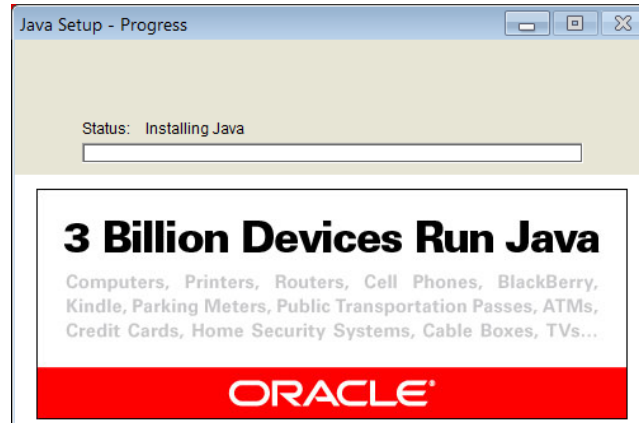 Java Setup - Progress
Status: Installing Java
3 Billion Devices Run Java
Computers, Printers, Routers, Cell Phones, BlackBerry,
Kindle, Parking Meters, Public Transportation Passes, ATMs,
Credit Cards, Home Security Systems, Cable Boxes, TVs...
ORACLE®